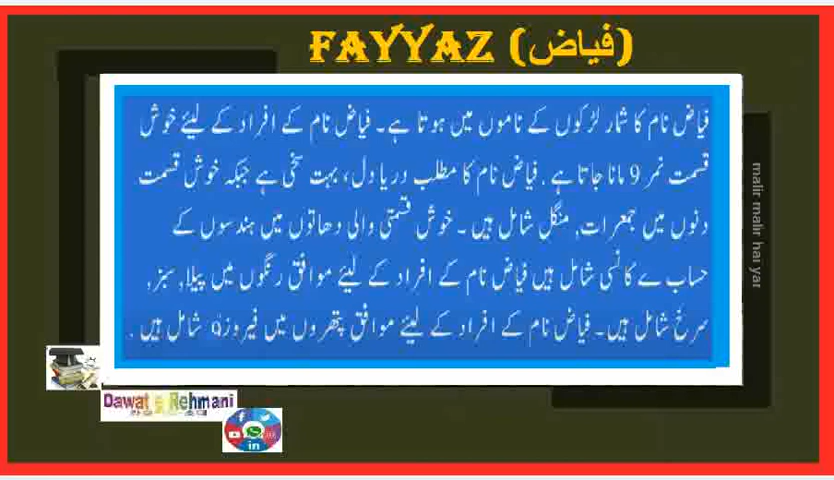 FAYYAZ (فیاض)
فیاض نام کا شمار لڑکوں کے ناموں میں ہوتا ہے۔ فیاض نام کے افراد کے لیئے خوش
قسمت نمر 9 مانا جاتا ہے. فیاض نام کا مطلب دریا دل، بہت سخی ہے جبکہ خوش قسمت
دنوں میں جمعرات, منگل شامل ہیں۔ خوش قسمتی والی دھاتوں میں ہندسوں کے
حساب سے کانسی شامل ہیں فیاض نام کے افراد کے لیئے موافق رنگوں میں پیلا, سبز,
سرخ شامل ہیں۔ فیاض نام کے افراد کے لیئے موافق پتھروں میں فیروزہ شامل ہیں .
malir malir hai yar
Dawat e Rehmani
in